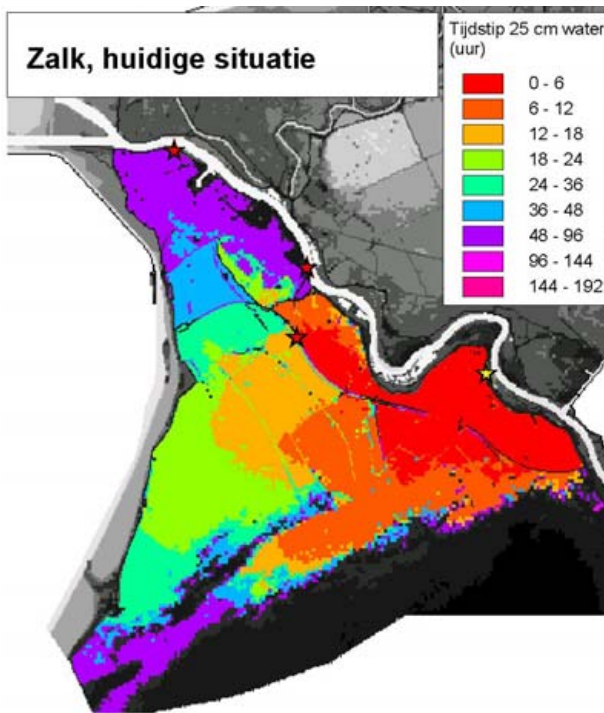 Zalk, huidige situatie
Tijdstip 25 cm water
(uur)
0 - 6
6 - 12
12 - 18
18 - 24
24 - 36
36 - 48
48 - 96
96 - 144
144 - 192